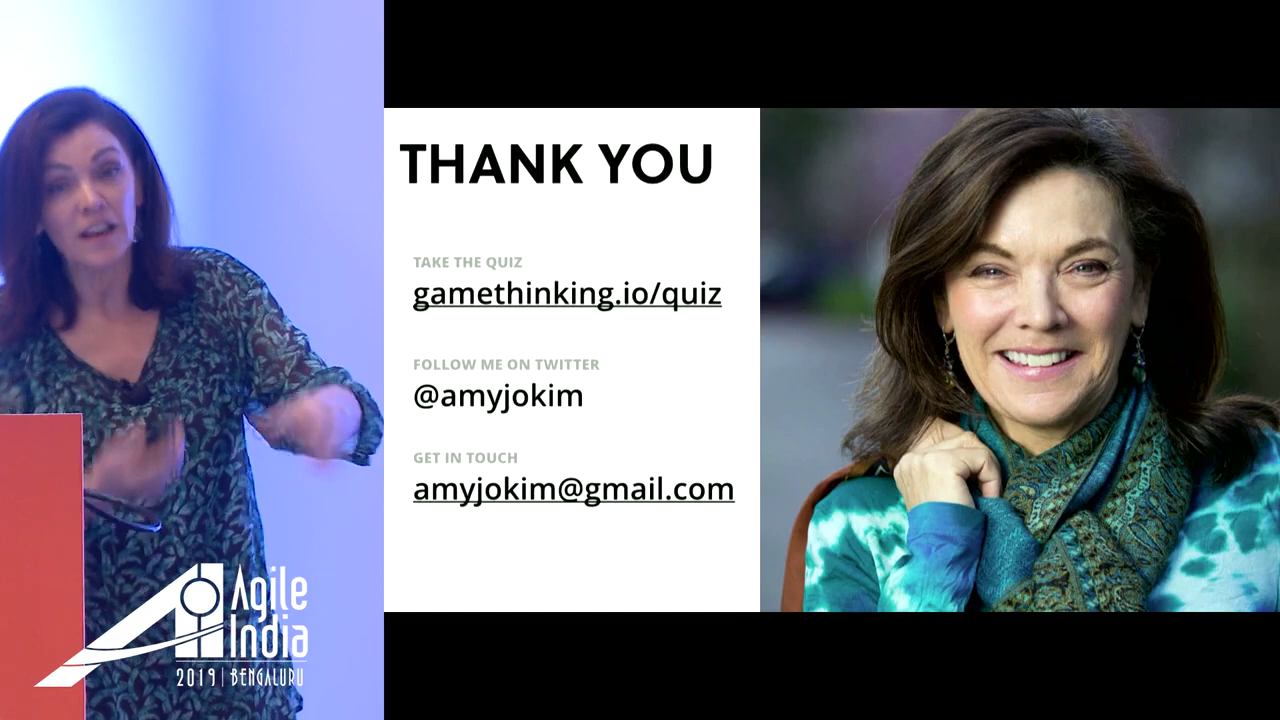 THANK YOU
TAKE THE QUIZ
gamethinking.io/quiz
FOLLOW ME ON TWITTER
@amyjokim
GET IN TOUCH
amyjokim@gmail.com
Agile
India
2019 | BENGALURU